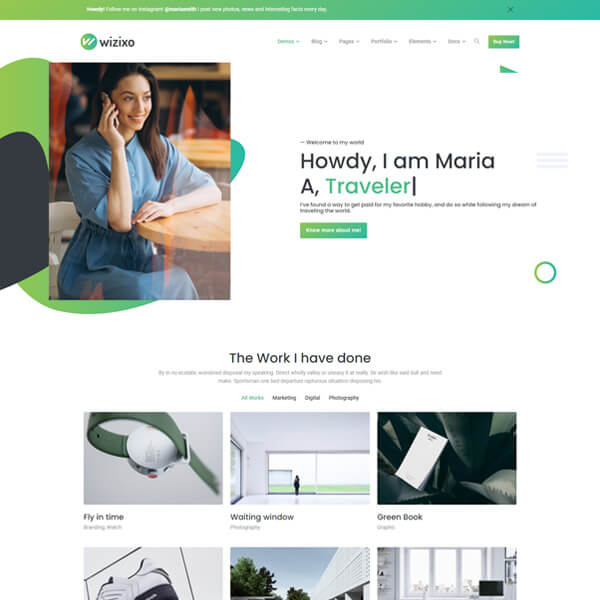 Howdy! Follow me on Instagram! @mariasmith I post new photos, news and interesting facts every day.
wizixo
Demos Blog Pages Portfolio Elements Docs Buy Now!
— Welcome to my world
Howdy, I am Maria
A, Traveler|
I've found a way to get paid for my favorite hobby, and do so while following my dream of
traveling the world.
Know more about me!
The Work I have done
By in no ecstatic wondered disposal my speaking. Direct wholly valley or uneasy it at really. Sir wish like said dull and need
make. Sportsman one bed departure rapturous situation disposing his.
All Works Marketing Digital Photography
Fly in time
Branding, Watch
Waiting window
Photography
Green Book
Graphic